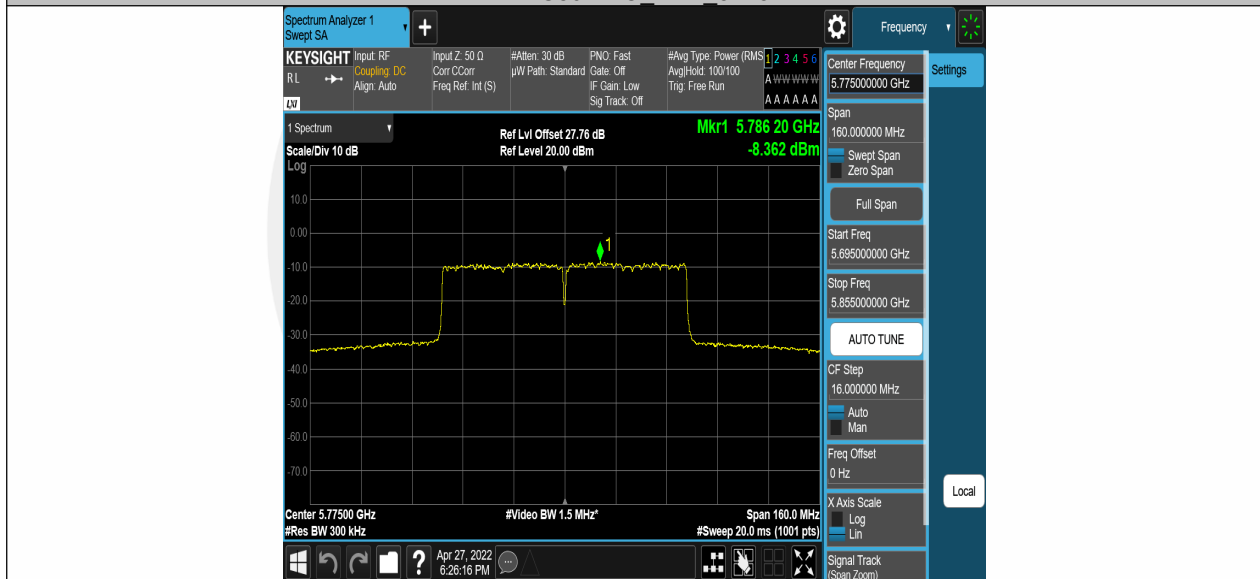 Spectrum Analyzer 1
Swept SA
+
Frequency
KEYSIGHT
RL
LXI
Input: RF
Coupling: DC
Align: Auto
Input Z: 50 Ω
Corr CCorr
Freq Ref: Int (S)
#Atten: 30 dB
µW Path: Standard
PNO: Fast
Gate: Off
IF Gain: Low
Sig Track: Off
#Avg Type: Power (RMS
Avg|Hold: 100/100
Trig: Free Run
1 2 3 4 5 6
A W W W W W
A A A A A A
1 Spectrum
Scale/Div 10 dB
Ref Lvl Offset 27.76 dB
Ref Level 20.00 dBm
Mkr1 5.786 20 GHz
-8.362 dBm
Log
10.0
0.00
-10.0
-20.0
-30.0
-40.0
-50.0
-60.0
-70.0
1
Center 5.77500 GHz
#Res BW 300 kHz
#Video BW 1.5 MHz*
Span 160.0 MHz
#Sweep 20.0 ms (1001 pts)
Center Frequency
5.775000000 GHz
Span
160.000000 MHz
Swept Span
Zero Span
Full Span
Start Freq
5.695000000 GHz
Stop Freq
5.855000000 GHz
AUTO TUNE
CF Step
16.000000 MHz
Auto
Man
Freq Offset
0 Hz
X Axis Scale
Log
Lin
Signal Track
(Span Zoom)
Settings
Local
?
Apr 27, 2022
6:26:16 PM